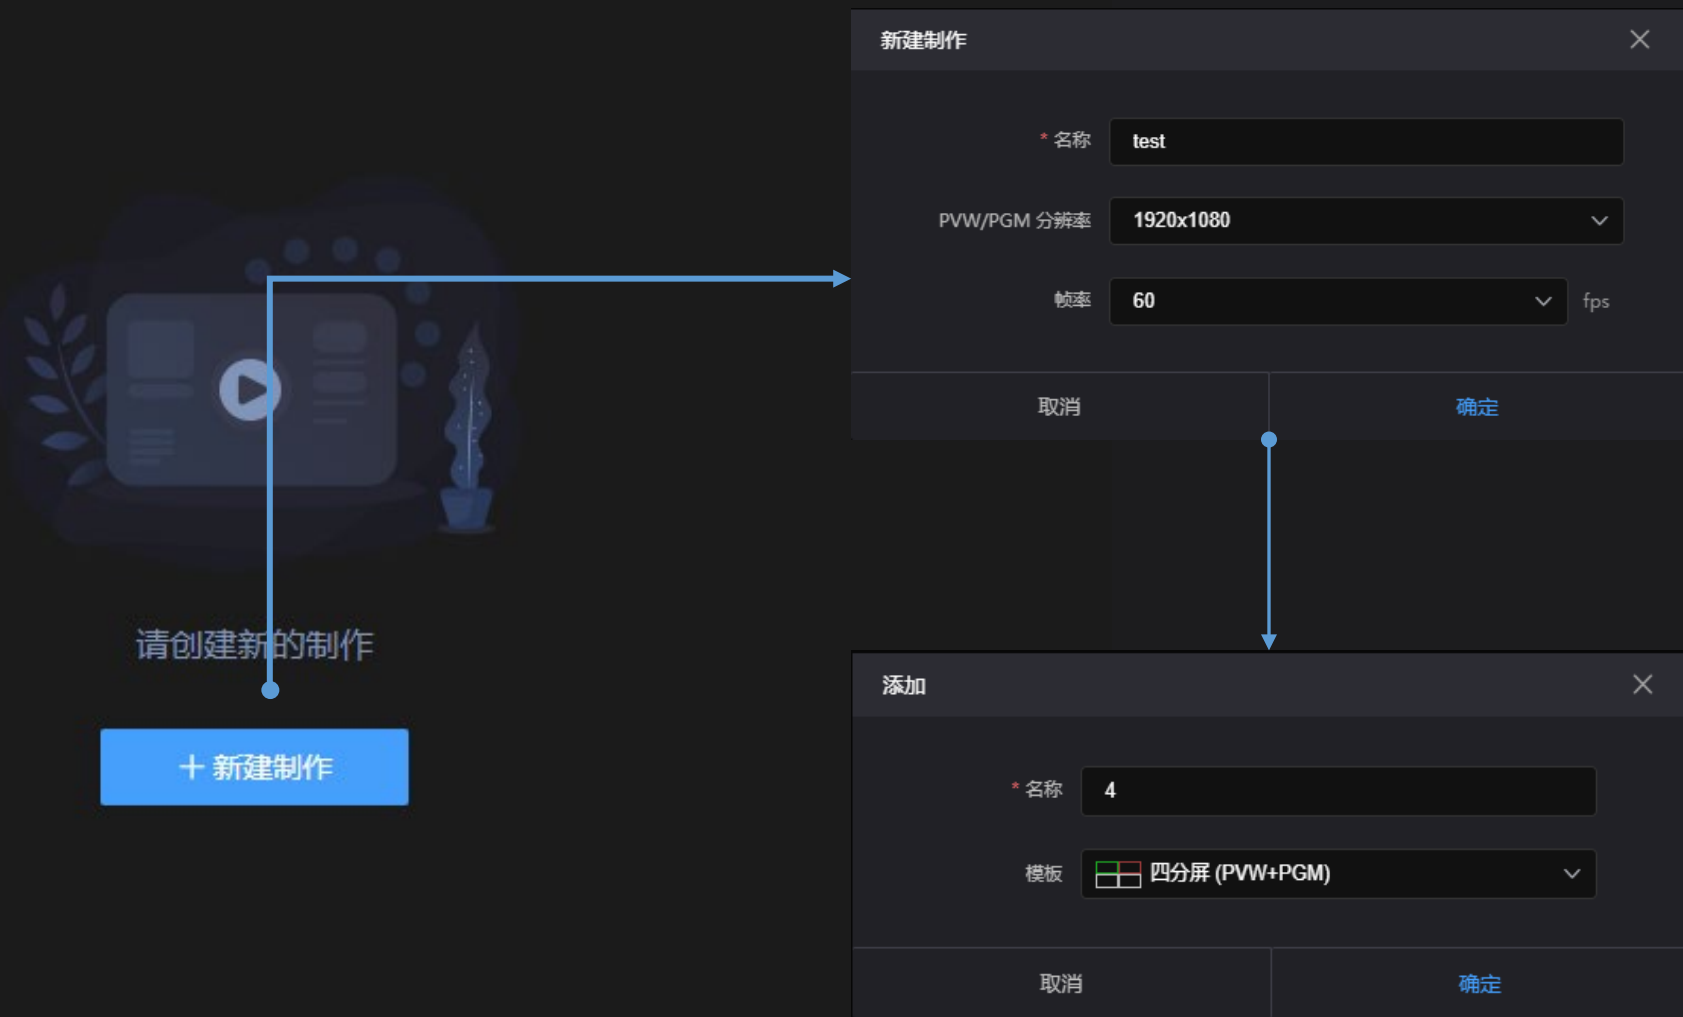 请创建新的制作
+ 新建制作
新建制作
* 名称 test
PVW/PGM 分辨率 1920x1080
帧率 60 fps
取消 确定
添加
* 名称 4
模板 四分屏 (PVW+PGM)
取消 确定